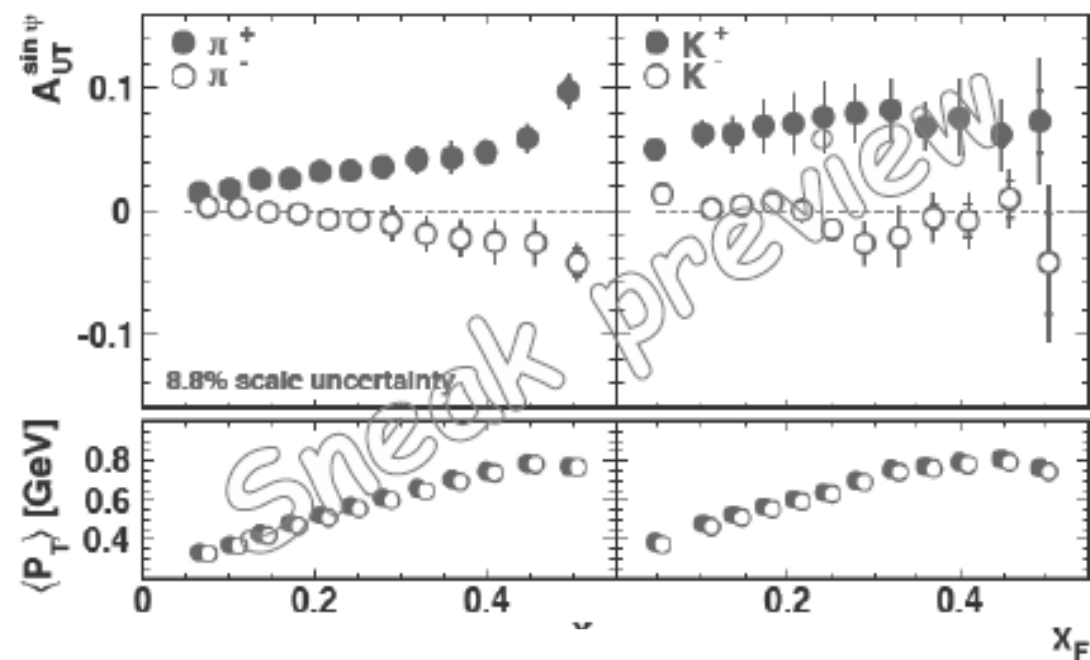 A_UT^sin ψ
π +
π -
K +
K -
0.1
0
-0.1
8.8% scale uncertainty
Sneak preview
⟨P_T⟩ [GeV]
0.8
0.6
0.4
0 0.2 0.4 0.2 0.4
x_F